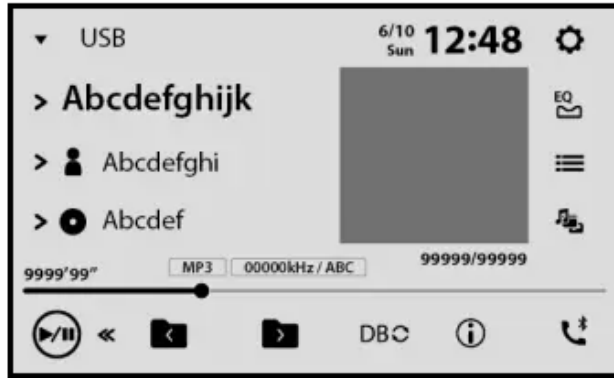 USB
6/10
Sun
12:48
Abcdefghijk
EQ
Abcdefghi
Abcdef
99999/99999
9999'99"
MP3
00000kHz / ABC
DB